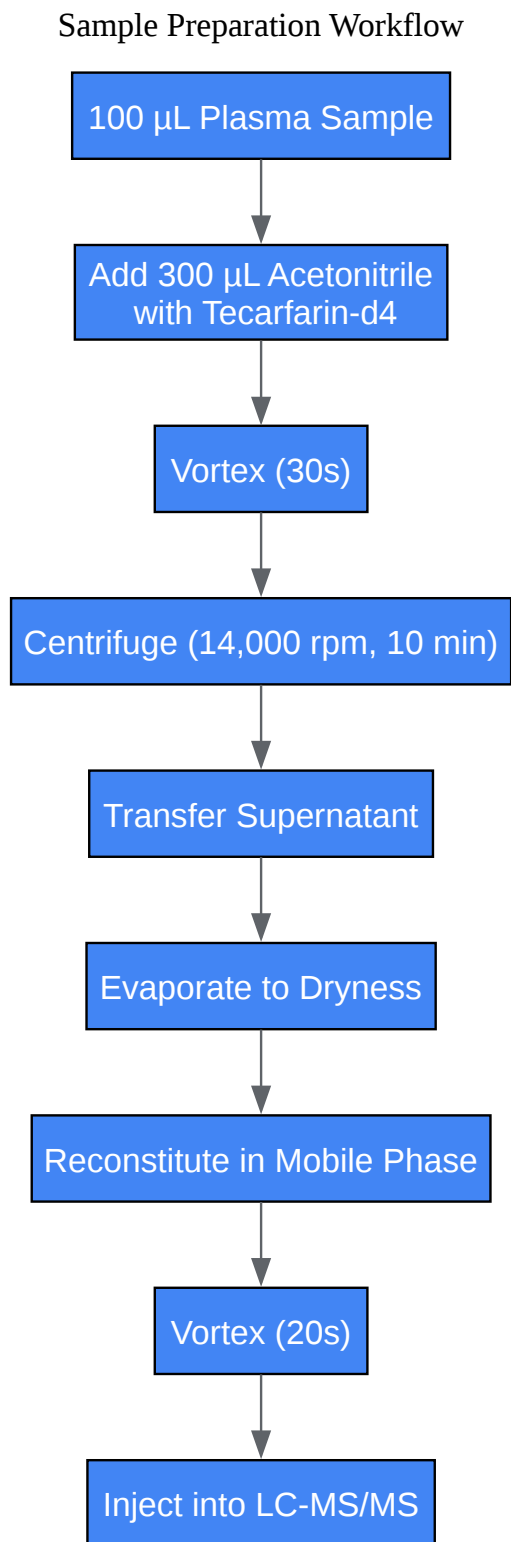 Sample Preparation Workflow
100 µL Plasma Sample
Add 300 µL Acetonitrile
with Tecarfarin-d4
Vortex (30s)
Centrifuge (14,000 rpm, 10 min)
Transfer Supernatant
Evaporate to Dryness
Reconstitute in Mobile Phase
Vortex (20s)
Inject into LC-MS/MS